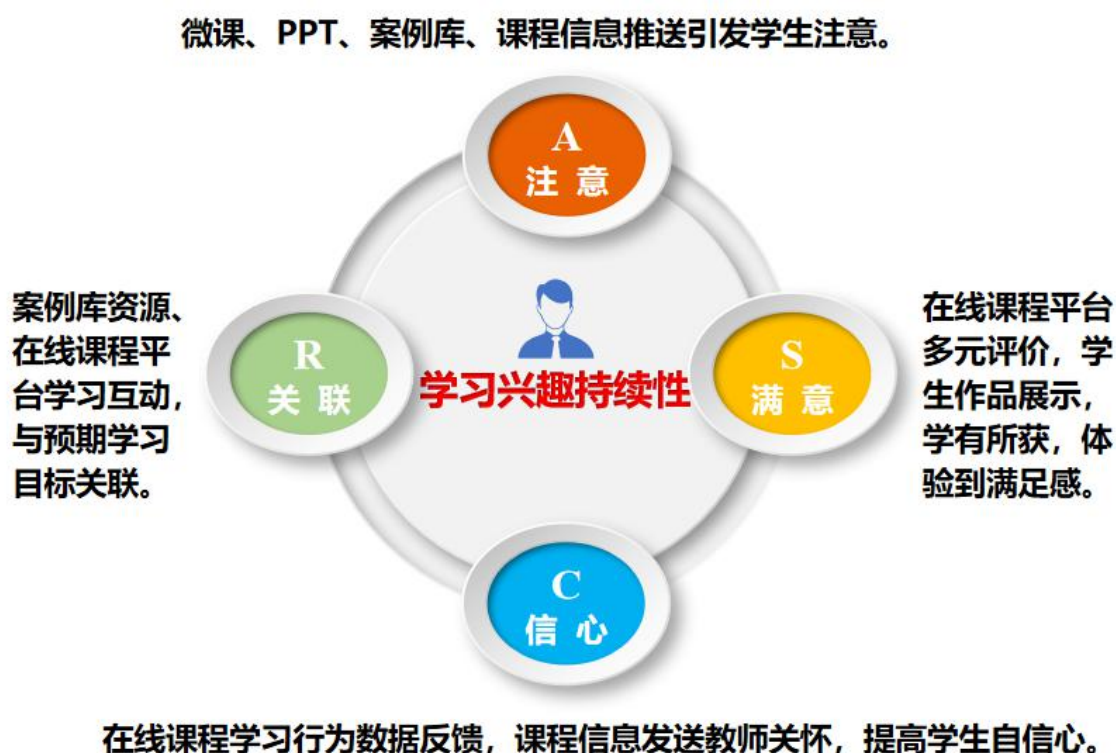 微课、PPT、案例库、课程信息推送引发学生注意。
A
注 意
案例库资源、
在线课程平
台学习互动，
与预期学习
目标关联。
R
关 联
学习兴趣持续性
S
满 意
在线课程平台
多元评价，学
生作品展示，
学有所获，体
验到满足感。
C
信 心
在线课程学习行为数据反馈，课程信息发送教师关怀，提高学生自信心。